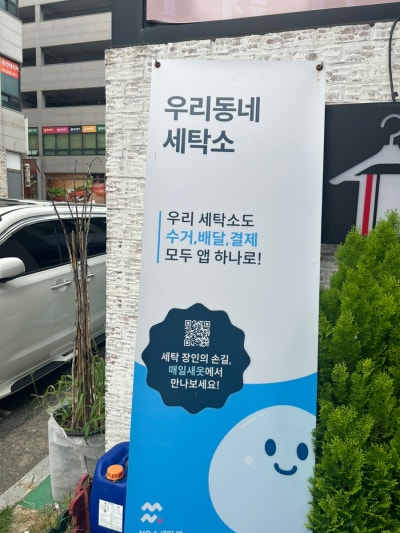 우리동네
세탁소
우리 세탁소도
수거,배달,결제
모두 앱 하나로!
세탁 장인의 손길,
매일새옷에서
만나보세요!